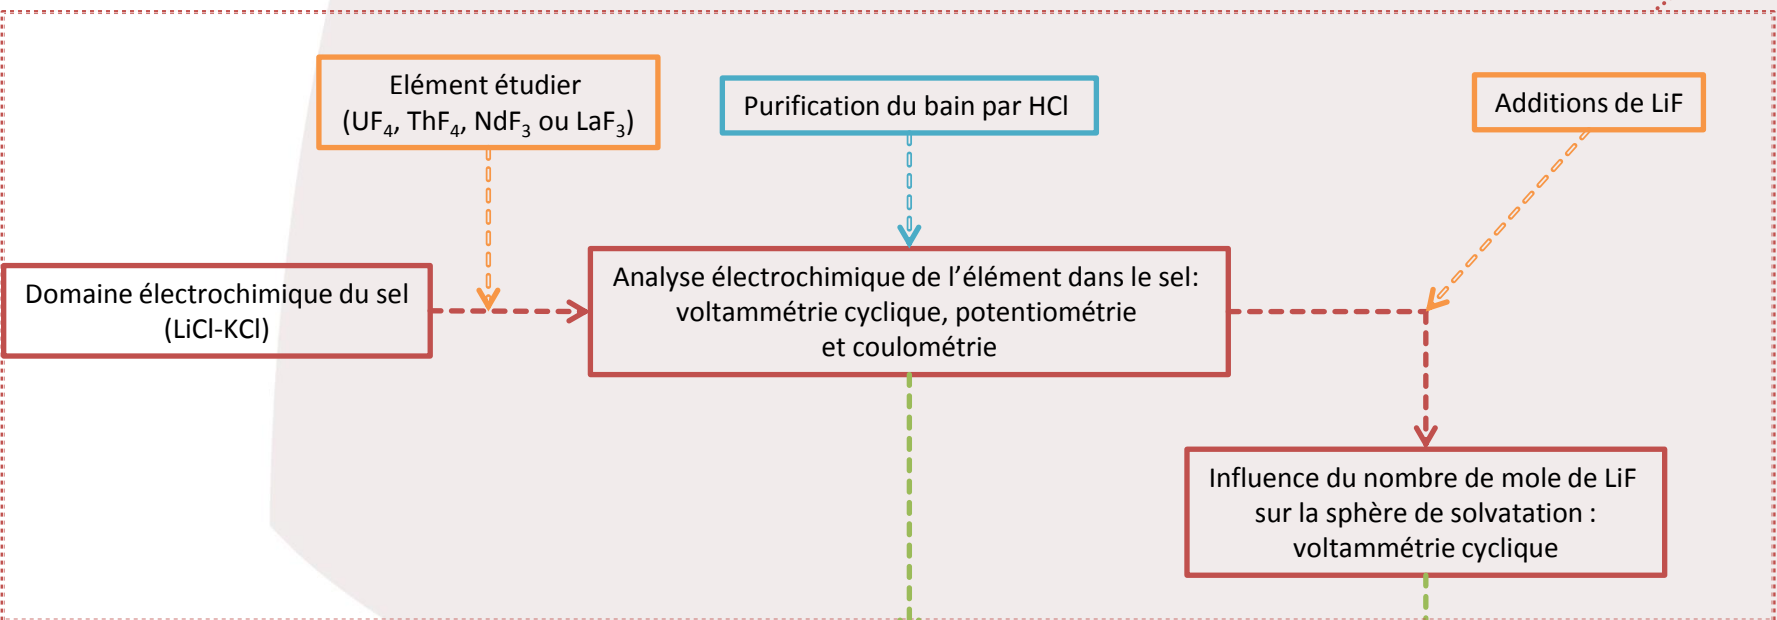 Elément étudier
(UF₄, ThF₄, NdF₃ ou LaF₃)
Purification du bain par HCl
Additions de LiF
Domaine électrochimique du sel
(LiCl-KCl)
Analyse électrochimique de l’élément dans le sel:
voltammétrie cyclique, potentiométrie
et coulométrie
Influence du nombre de mole de LiF
sur la sphère de solvatation :
voltammétrie cyclique